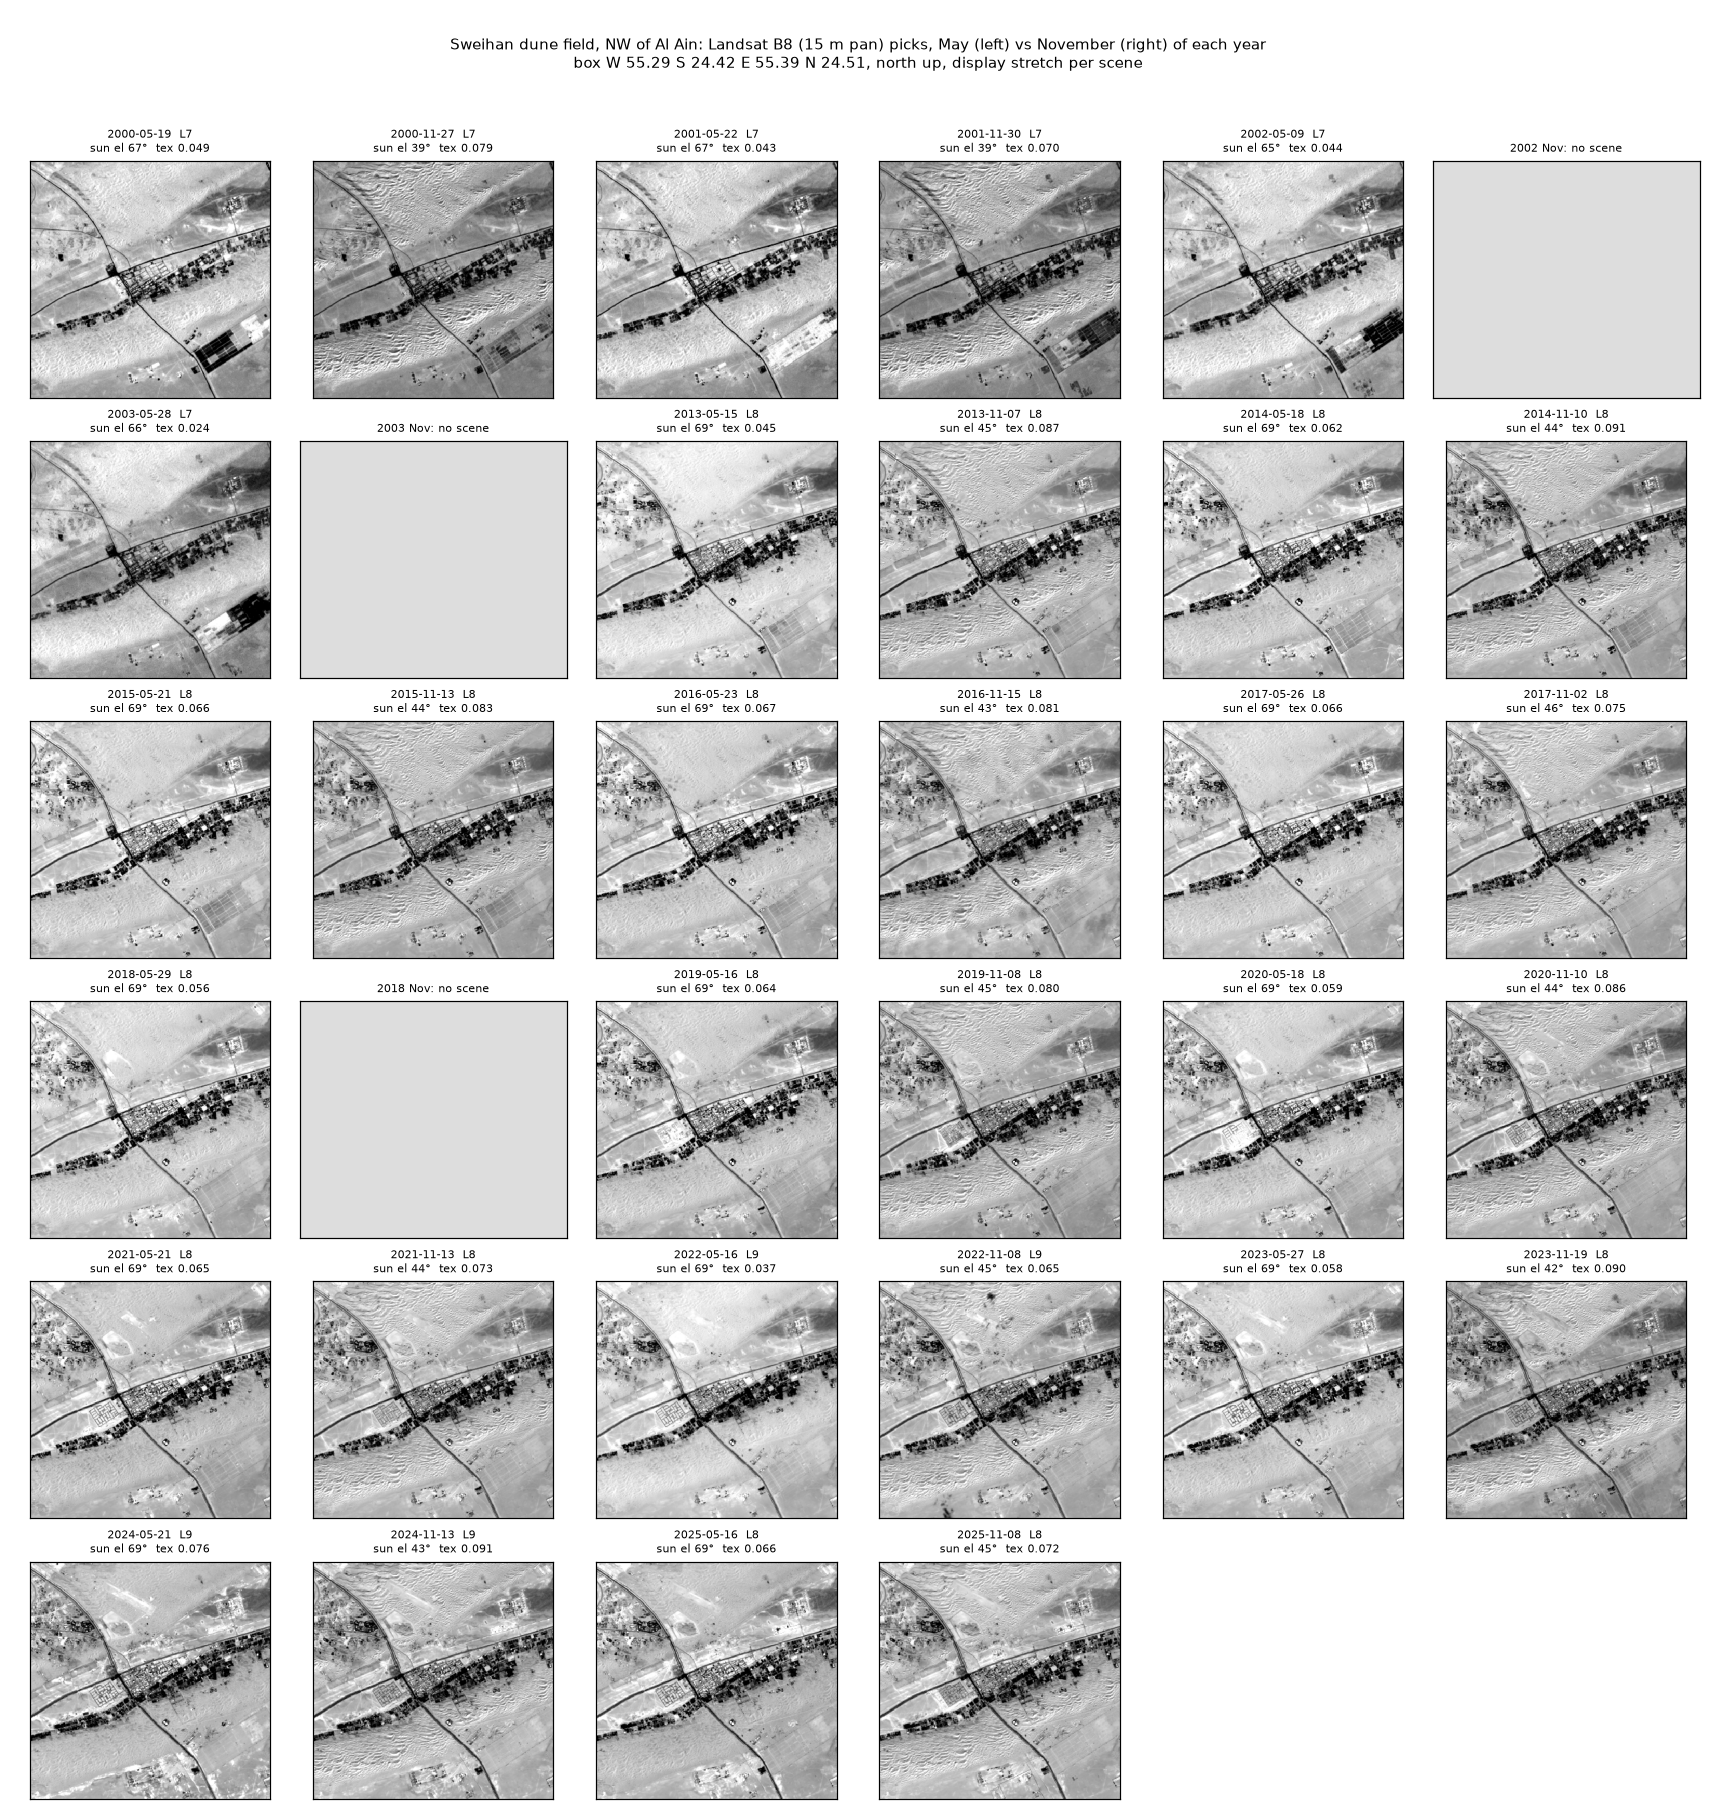 Sweihan dune field, NW of Al Ain: Landsat B8 (15 m pan) picks, May (left) vs November (right) of each year
box W 55.29 S 24.42 E 55.39 N 24.51, north up, display stretch per scene
2000-05-19 L7
sun el 67° tex 0.049
2000-11-27 L7
sun el 39° tex 0.079
2001-05-22 L7
sun el 67° tex 0.043
2001-11-30 L7
sun el 39° tex 0.070
2002-05-09 L7
sun el 65° tex 0.044
2002 Nov: no scene
2003-05-28 L7
sun el 66° tex 0.024
2003 Nov: no scene
2013-05-15 L8
sun el 69° tex 0.045
2013-11-07 L8
sun el 45° tex 0.087
2014-05-18 L8
sun el 69° tex 0.062
2014-11-10 L8
sun el 44° tex 0.091
2015-05-21 L8
sun el 69° tex 0.066
2015-11-13 L8
sun el 44° tex 0.083
2016-05-23 L8
sun el 69° tex 0.067
2016-11-15 L8
sun el 43° tex 0.081
2017-05-26 L8
sun el 69° tex 0.066
2017-11-02 L8
sun el 46° tex 0.075
2018-05-29 L8
sun el 69° tex 0.056
2018 Nov: no scene
2019-05-16 L8
sun el 69° tex 0.064
2019-11-08 L8
sun el 45° tex 0.080
2020-05-18 L8
sun el 69° tex 0.059
2020-11-10 L8
sun el 44° tex 0.086
2021-05-21 L8
sun el 69° tex 0.065
2021-11-13 L8
sun el 44° tex 0.073
2022-05-16 L9
sun el 69° tex 0.037
2022-11-08 L9
sun el 45° tex 0.065
2023-05-27 L8
sun el 69° tex 0.058
2023-11-19 L8
sun el 42° tex 0.090
2024-05-21 L9
sun el 69° tex 0.076
2024-11-13 L9
sun el 43° tex 0.091
2025-05-16 L8
sun el 69° tex 0.066
2025-11-08 L8
sun el 45° tex 0.072